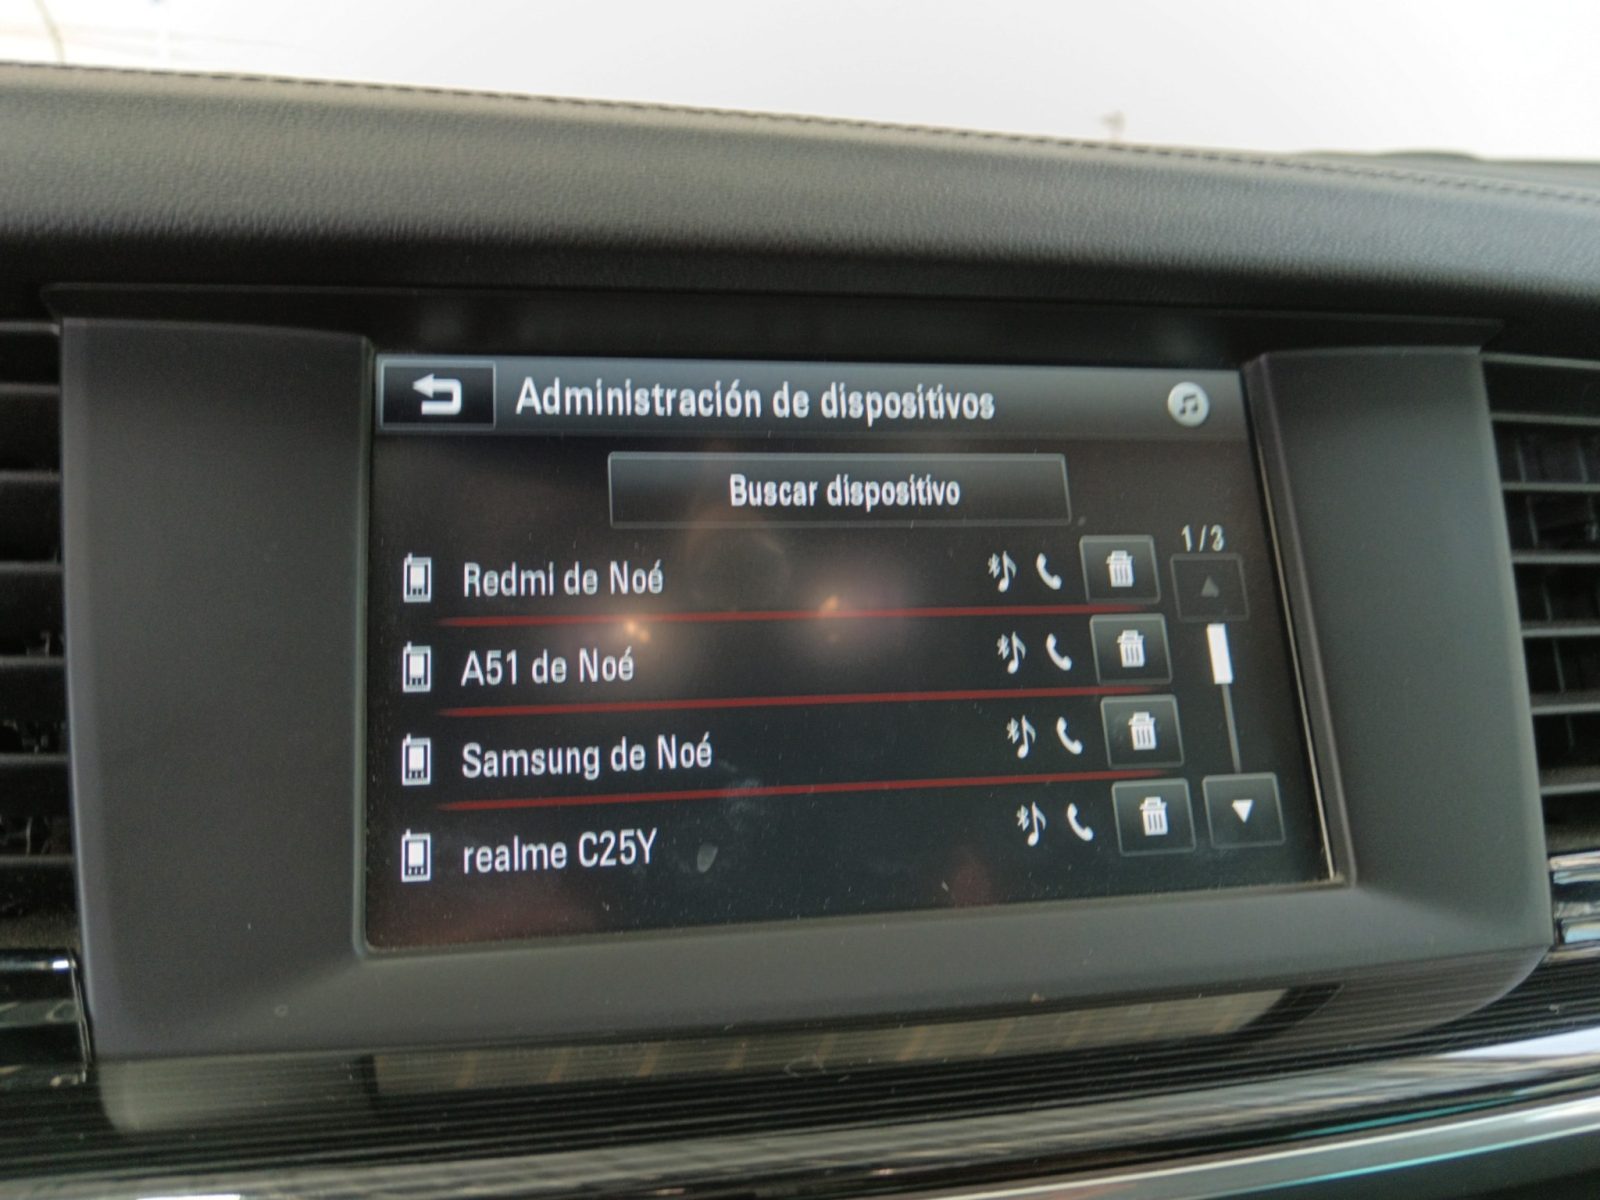 Administración de dispositivos
Buscar dispositivo
1/3
Redmi de Noé
A51 de Noé
Samsung de Noé
realme C25Y